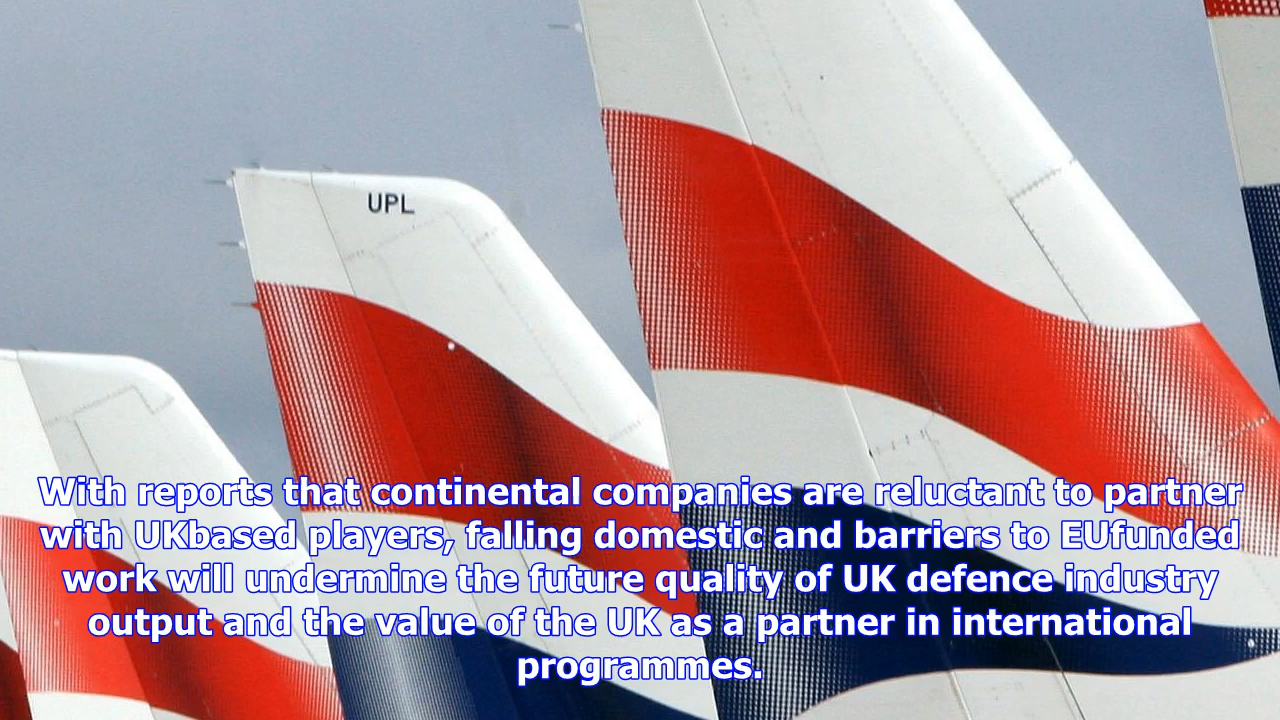 UPL
With reports that continental companies are reluctant to partner
with UKbased players, falling domestic and barriers to EUfunded
work will undermine the future quality of UK defence industry
output and the value of the UK as a partner in international
programmes.